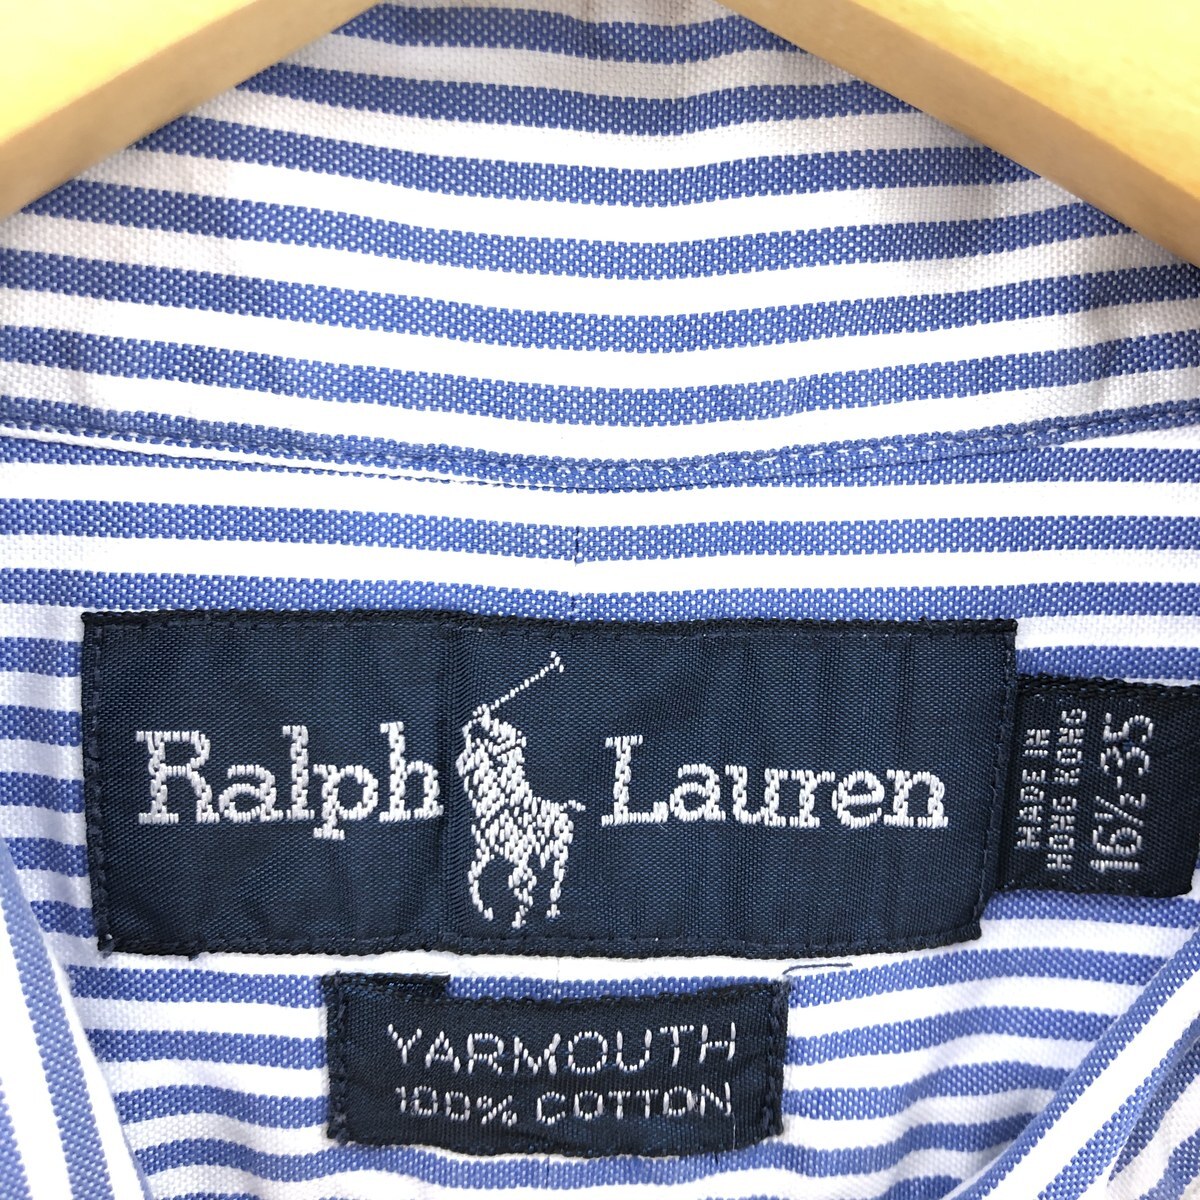 Ralph Lauren
MADE IN
HONG KONG
16½-35
YARMOUTH
100% COTTON